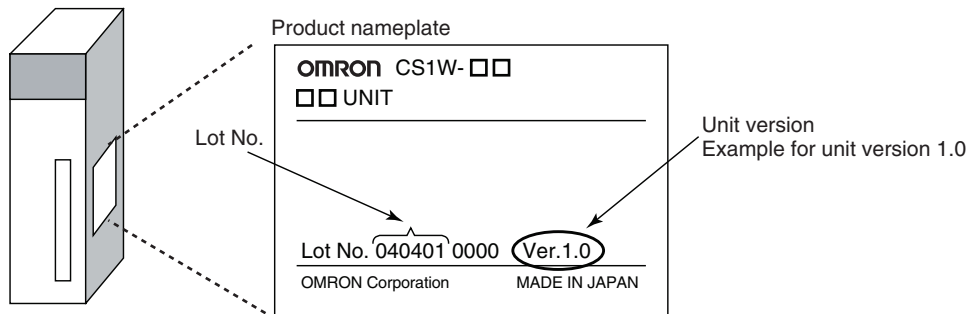 Product nameplate
OMRON CS1W-□□
□□ UNIT
Lot No.
Unit version
Example for unit version 1.0
Lot No. 040401 0000 Ver.1.0
OMRON Corporation MADE IN JAPAN